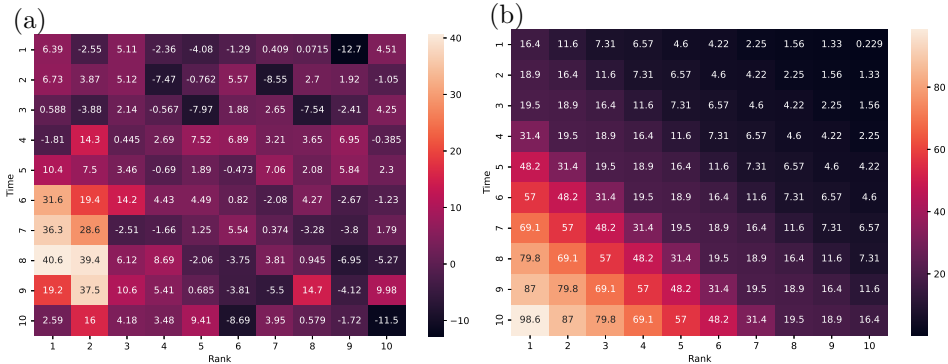 (a)
Time
1 6.39 -2.55 5.11 -2.36 -4.08 -1.29 0.409 0.0715 -12.7 4.51
2 6.73 3.87 5.12 -7.47 -0.762 5.57 -8.55 2.7 1.92 -1.05
3 0.588 -3.88 2.14 -0.567 -7.97 1.88 2.65 -7.54 -2.41 4.25
4 -1.81 14.3 0.445 2.69 7.52 6.89 3.21 3.65 6.95 -0.385
5 10.4 7.5 3.46 -0.69 1.89 -0.473 7.06 2.08 5.84 2.3
6 31.6 19.4 14.2 4.43 4.49 0.82 -2.08 4.27 -2.67 -1.23
7 36.3 28.6 -2.51 -1.66 1.25 5.54 0.374 -3.28 -3.8 1.79
8 40.6 39.4 6.12 8.69 -2.06 -3.75 3.81 0.945 -6.95 -5.27
9 19.2 37.5 10.6 5.41 0.685 -3.81 -5.5 14.7 -4.12 9.98
10 2.59 16 4.18 3.48 9.41 -8.69 3.95 0.579 -1.72 -11.5
1 2 3 4 5 6 7 8 9 10
Rank
40
30
20
10
0
−10
(b)
Time
1 16.4 11.6 7.31 6.57 4.6 4.22 2.25 1.56 1.33 0.229
2 18.9 16.4 11.6 7.31 6.57 4.6 4.22 2.25 1.56 1.33
3 19.5 18.9 16.4 11.6 7.31 6.57 4.6 4.22 2.25 1.56
4 31.4 19.5 18.9 16.4 11.6 7.31 6.57 4.6 4.22 2.25
5 48.2 31.4 19.5 18.9 16.4 11.6 7.31 6.57 4.6 4.22
6 57 48.2 31.4 19.5 18.9 16.4 11.6 7.31 6.57 4.6
7 69.1 57 48.2 31.4 19.5 18.9 16.4 11.6 7.31 6.57
8 79.8 69.1 57 48.2 31.4 19.5 18.9 16.4 11.6 7.31
9 87 79.8 69.1 57 48.2 31.4 19.5 18.9 16.4 11.6
10 98.6 87 79.8 69.1 57 48.2 31.4 19.5 18.9 16.4
1 2 3 4 5 6 7 8 9 10
Rank
80
60
40
20